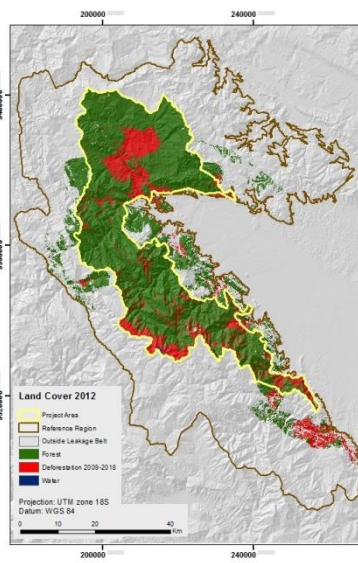 200000 240000
Land Cover 2012
Project Area
Reference Region
Outside Leakage Belt
Forest
Deforestation 2009-2018
Water
Projection: UTM zone 18S
Datum: WGS 84
0 10 20 40
Km
200000 240000